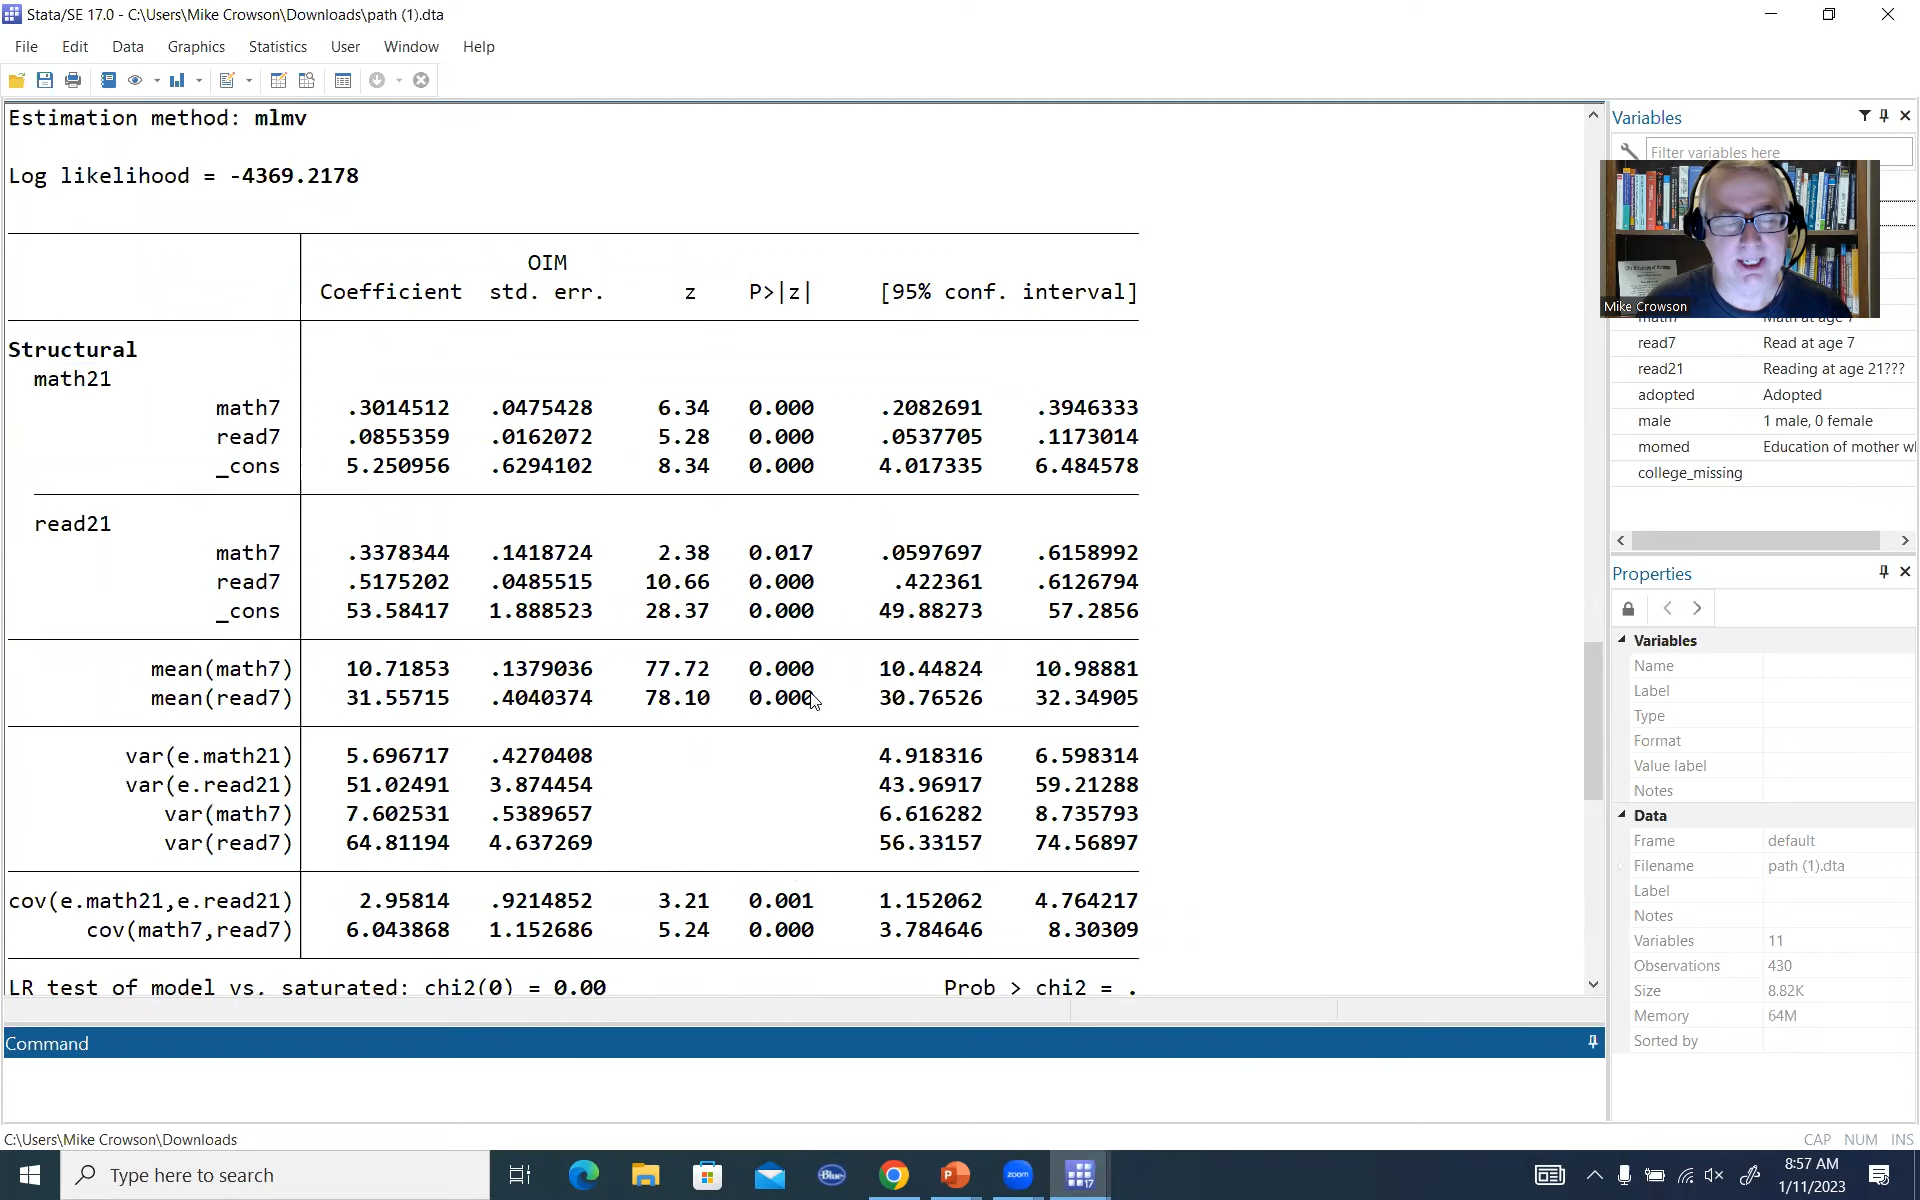 Stata/SE 17.0 - C:\Users\Mike Crowson\Downloads\path (1).dta
File Edit Data Graphics Statistics User Window Help
Estimation method: mlmv
Log likelihood = -4369.2178
OIM
Coefficient std. err. z P>|z| [95% conf. interval]
Structural
math21
math7 .3014512 .0475428 6.34 0.000 .2082691 .3946333
read7 .0855359 .0162072 5.28 0.000 .0537705 .1173014
_cons 5.250956 .6294102 8.34 0.000 4.017335 6.484578
read21
math7 .3378344 .1418724 2.38 0.017 .0597697 .6158992
read7 .5175202 .0485515 10.66 0.000 .422361 .6126794
_cons 53.58417 1.888523 28.37 0.000 49.88273 57.2856
mean(math7) 10.71853 .1379036 77.72 0.000 10.44824 10.98881
mean(read7) 31.55715 .4040374 78.10 0.000 30.76526 32.34905
var(e.math21) 5.696717 .4270408 4.918316 6.598314
var(e.read21) 51.02491 3.874454 43.96917 59.21288
var(math7) 7.602531 .5389657 6.616282 8.735793
var(read7) 64.81194 4.637269 56.33157 74.56897
cov(e.math21,e.read21) 2.95814 .9214852 3.21 0.001 1.152062 4.764217
cov(math7,read7) 6.043868 1.152686 5.24 0.000 3.784646 8.30309
LR test of model vs. saturated: chi2(0) = 0.00 Prob > chi2 = .
Command
C:\Users\Mike Crowson\Downloads
Variables
Filter variables here
Mike Crowson
math7 Math at age 7
read7 Read at age 7
read21 Reading at age 21???
adopted Adopted
male 1 male, 0 female
momed Education of mother w
college_missing
Properties
Variables
Name
Label
Type
Format
Value label
Notes
Data
Frame default
Filename path (1).dta
Label
Notes
Variables 11
Observations 430
Size 8.82K
Memory 64M
Sorted by
CAP NUM INS
Type here to search
Blue
zoom
17
8:57 AM
1/11/2023